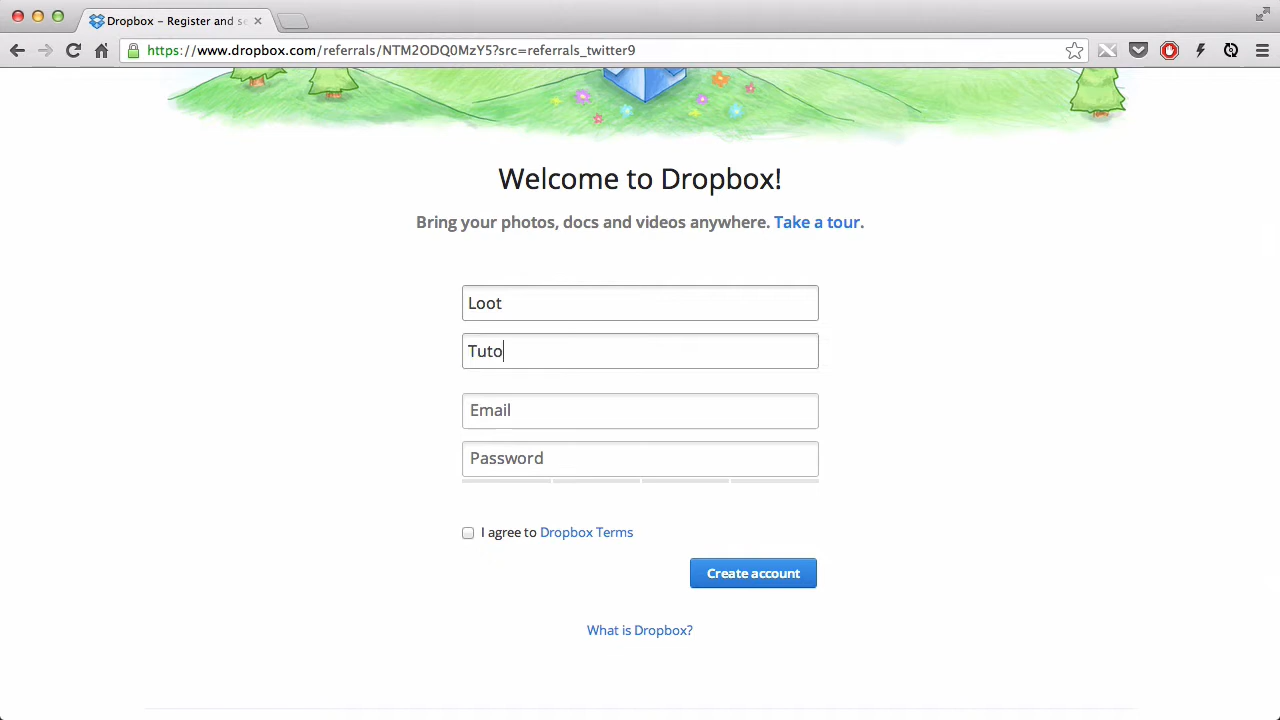 Dropbox – Register and se
https://www.dropbox.com/referrals/NTM2ODQ0MzY5?src=referrals_twitter9
Welcome to Dropbox!
Bring your photos, docs and videos anywhere. Take a tour.
Loot
Tuto
Email
Password
I agree to Dropbox Terms
Create account
What is Dropbox?